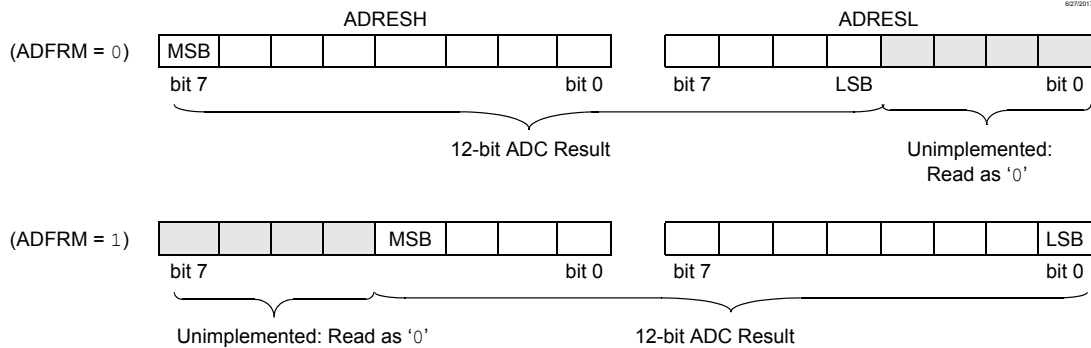 6/27/2017
ADRESH ADRESL
(ADFRM = 0) MSB
bit 7 bit 0 bit 7 LSB bit 0
12-bit ADC Result Unimplemented:
Read as ‘0’
(ADFRM = 1) MSB LSB
bit 7 bit 0 bit 7 bit 0
Unimplemented: Read as ‘0’ 12-bit ADC Result